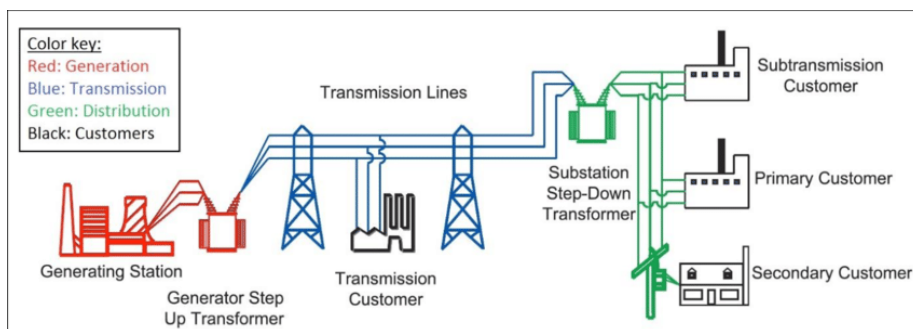 Color key:
Red: Generation
Blue: Transmission
Green: Distribution
Black: Customers
Transmission Lines
Subtransmission
Customer
Substation
Step-Down
Transformer
Primary Customer
Generating Station
Generator Step
Up Transformer
Transmission
Customer
Secondary Customer